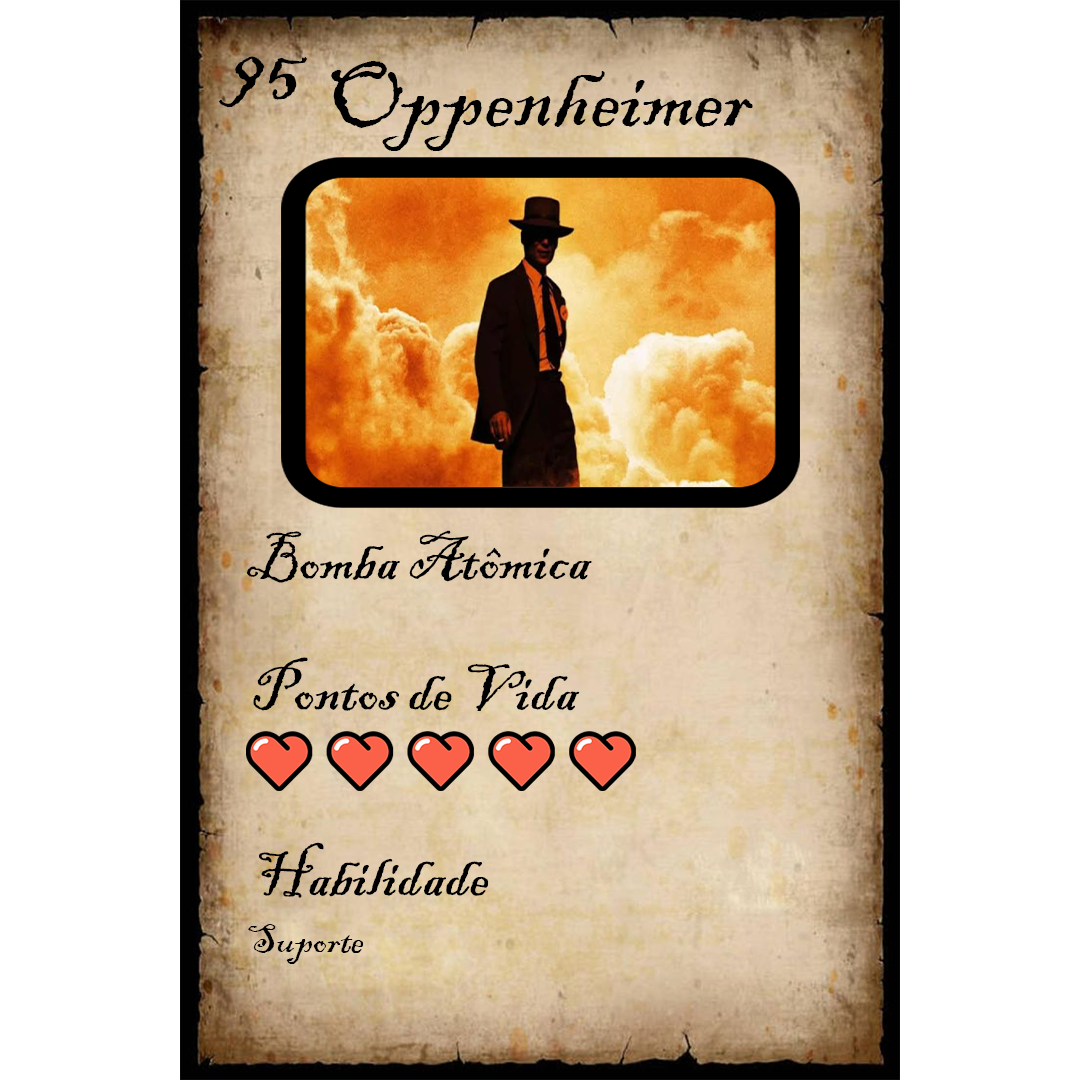 95 Oppenheimer
Bomba Atômica
Pontos de Vida
Habilidade
Suporte